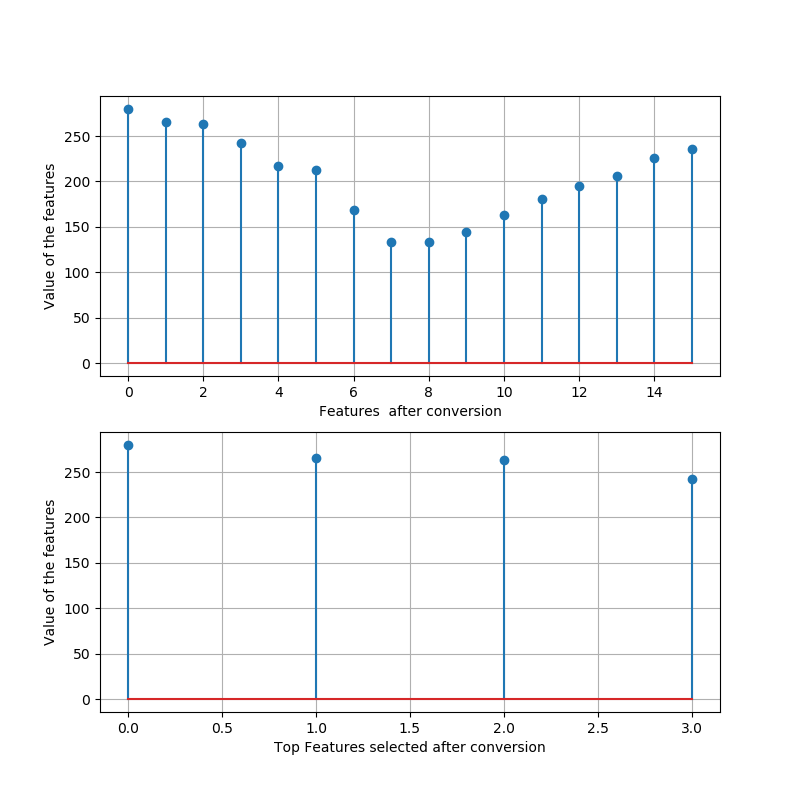 250
200
150
100
50
0
Value of the features
0 2 4 6 8 10 12 14
Features after conversion
250
200
150
100
50
0
Value of the features
0.0 0.5 1.0 1.5 2.0 2.5 3.0
Top Features selected after conversion